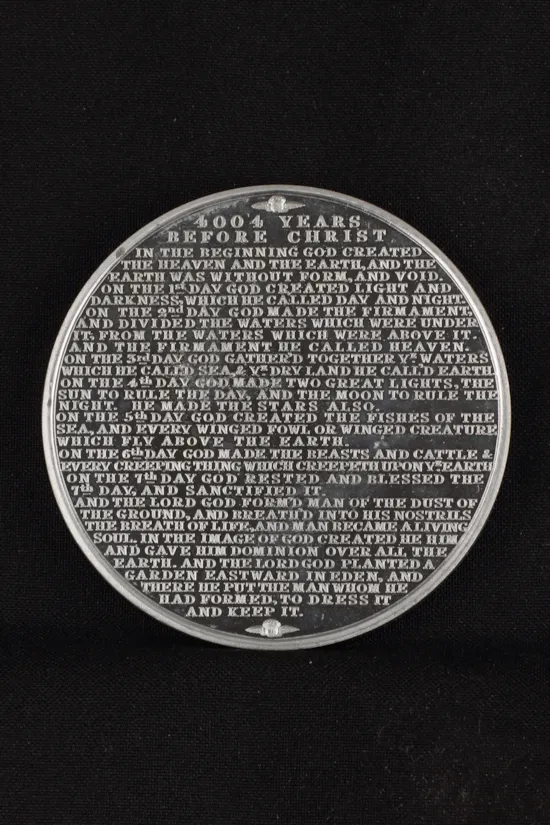 4004 YEARS
BEFORE CHRIST
IN THE BEGINNING GOD CREATED
THE HEAVEN AND THE EARTH, AND THE
EARTH WAS WITHOUT FORM, AND VOID.
ON THE 1st DAY GOD CREATED LIGHT AND
DARKNESS, WHICH HE CALLED DAY AND NIGHT.
ON THE 2nd DAY GOD MADE THE FIRMAMENT,
AND DIVIDED THE WATERS WHICH WERE UNDER
IT, FROM THE WATERS WHICH WERE ABOVE IT.
AND THE FIRMAMENT HE CALLED HEAVEN.
ON THE 3rd DAY GOD GATHER'D TOGETHER Ye WATERS
WHICH HE CALL'D SEA, & Ye DRY LAND HE CALL'D EARTH.
ON THE 4th DAY GOD MADE TWO GREAT LIGHTS, THE
SUN TO RULE THE DAY, AND THE MOON TO RULE THE
NIGHT. HE MADE THE STARS ALSO.
ON THE 5th DAY GOD CREATED THE FISHES OF THE
SEA, AND EVERY WINGED FOWL OR WINGED CREATURE
WHICH FLY ABOVE THE EARTH.
ON THE 6th DAY GOD MADE THE BEASTS AND CATTLE &
EVERY CREEPING THING WHICH CREEPETH UPON Ye EARTH
ON THE 7th DAY GOD RESTED AND BLESSED THE
7th DAY, AND SANCTIFIED IT.
AND THE LORD GOD FORM'D MAN OF THE DUST OF
THE GROUND, AND BREATH'D INTO HIS NOSTRILS
THE BREATH OF LIFE, AND MAN BECAME A LIVING
SOUL. IN THE IMAGE OF GOD CREATED HE HIM
AND GAVE HIM DOMINION OVER ALL THE
EARTH. AND THE LORD GOD PLANTED A
GARDEN EASTWARD IN EDEN, AND
THERE HE PUT THE MAN WHOM HE
HAD FORMED, TO DRESS IT
AND KEEP IT.